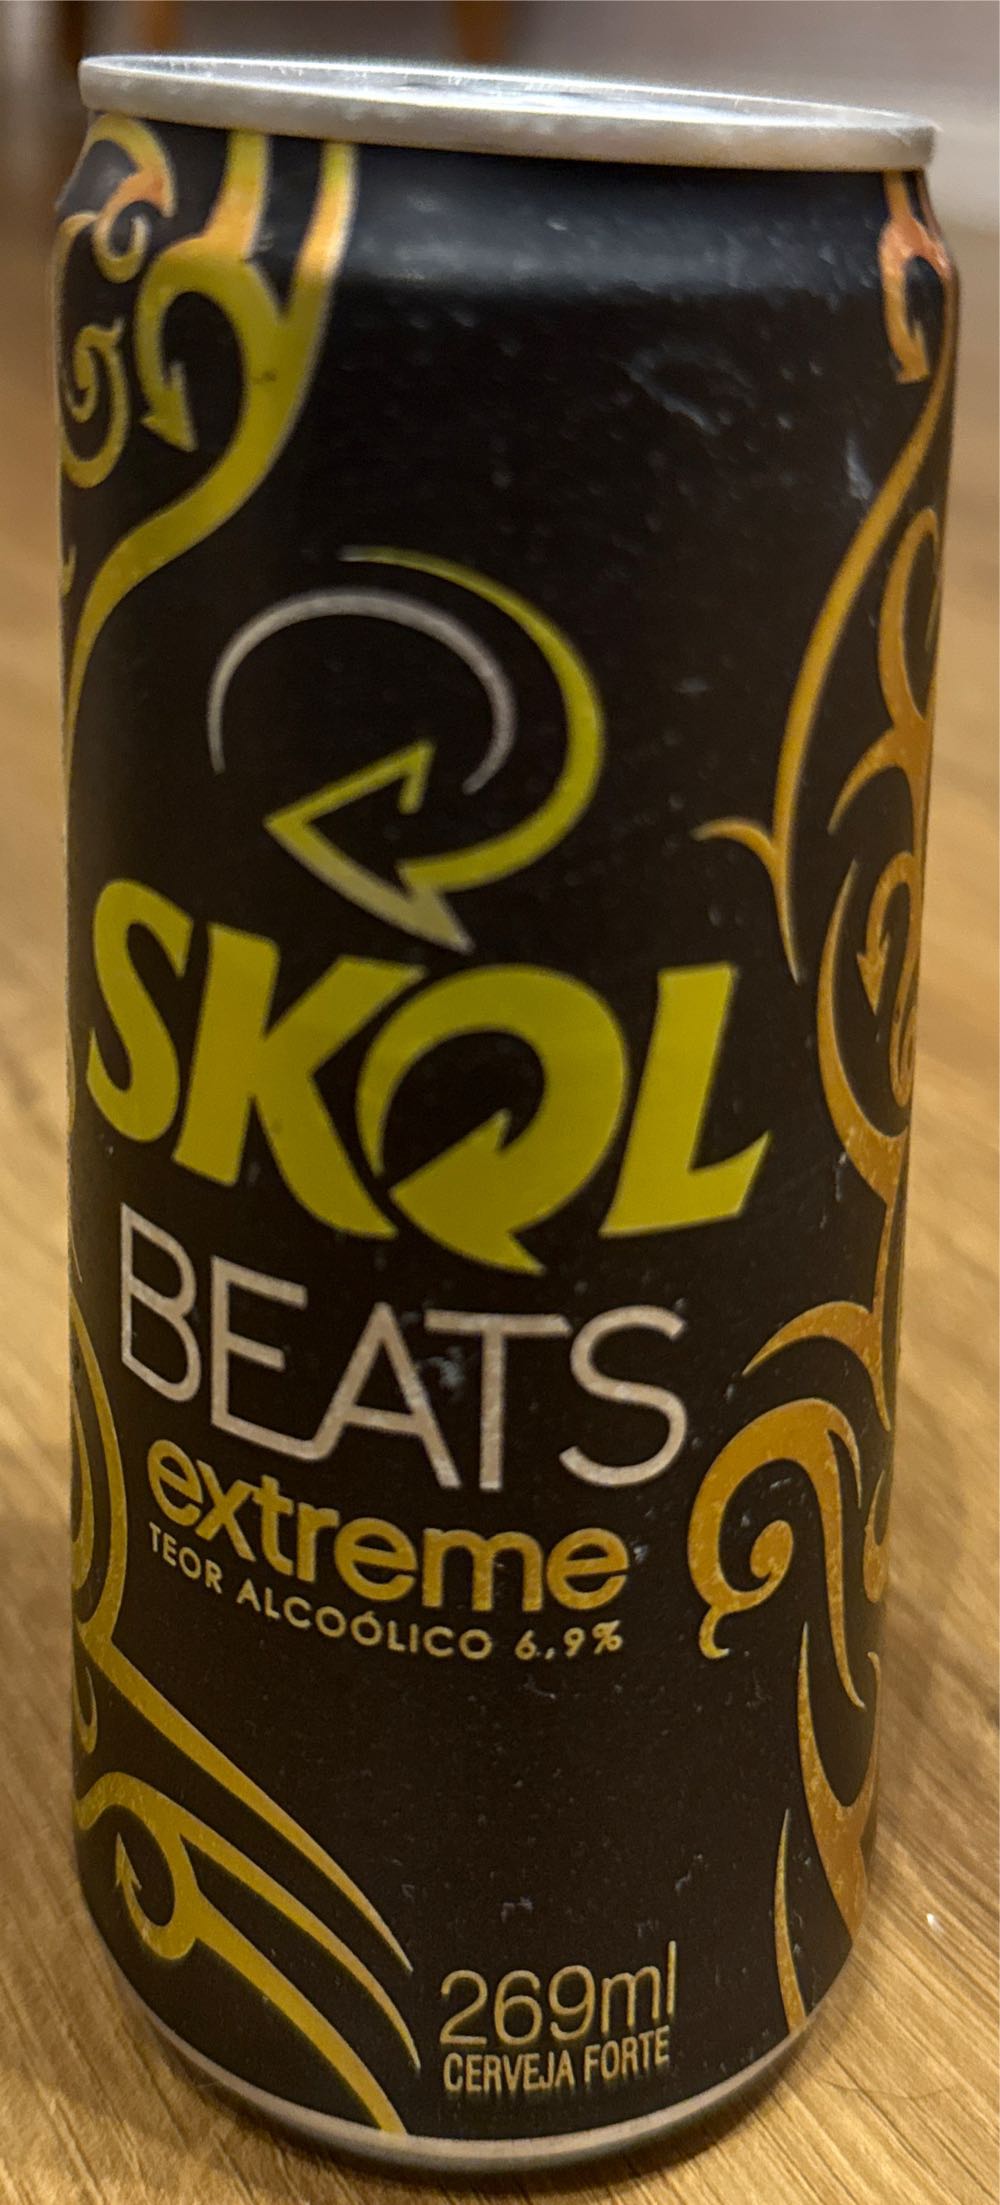 SKOL
BEATS
extreme
TEOR ALCOÓLICO 6,9%
269ml
CERVEJA FORTE